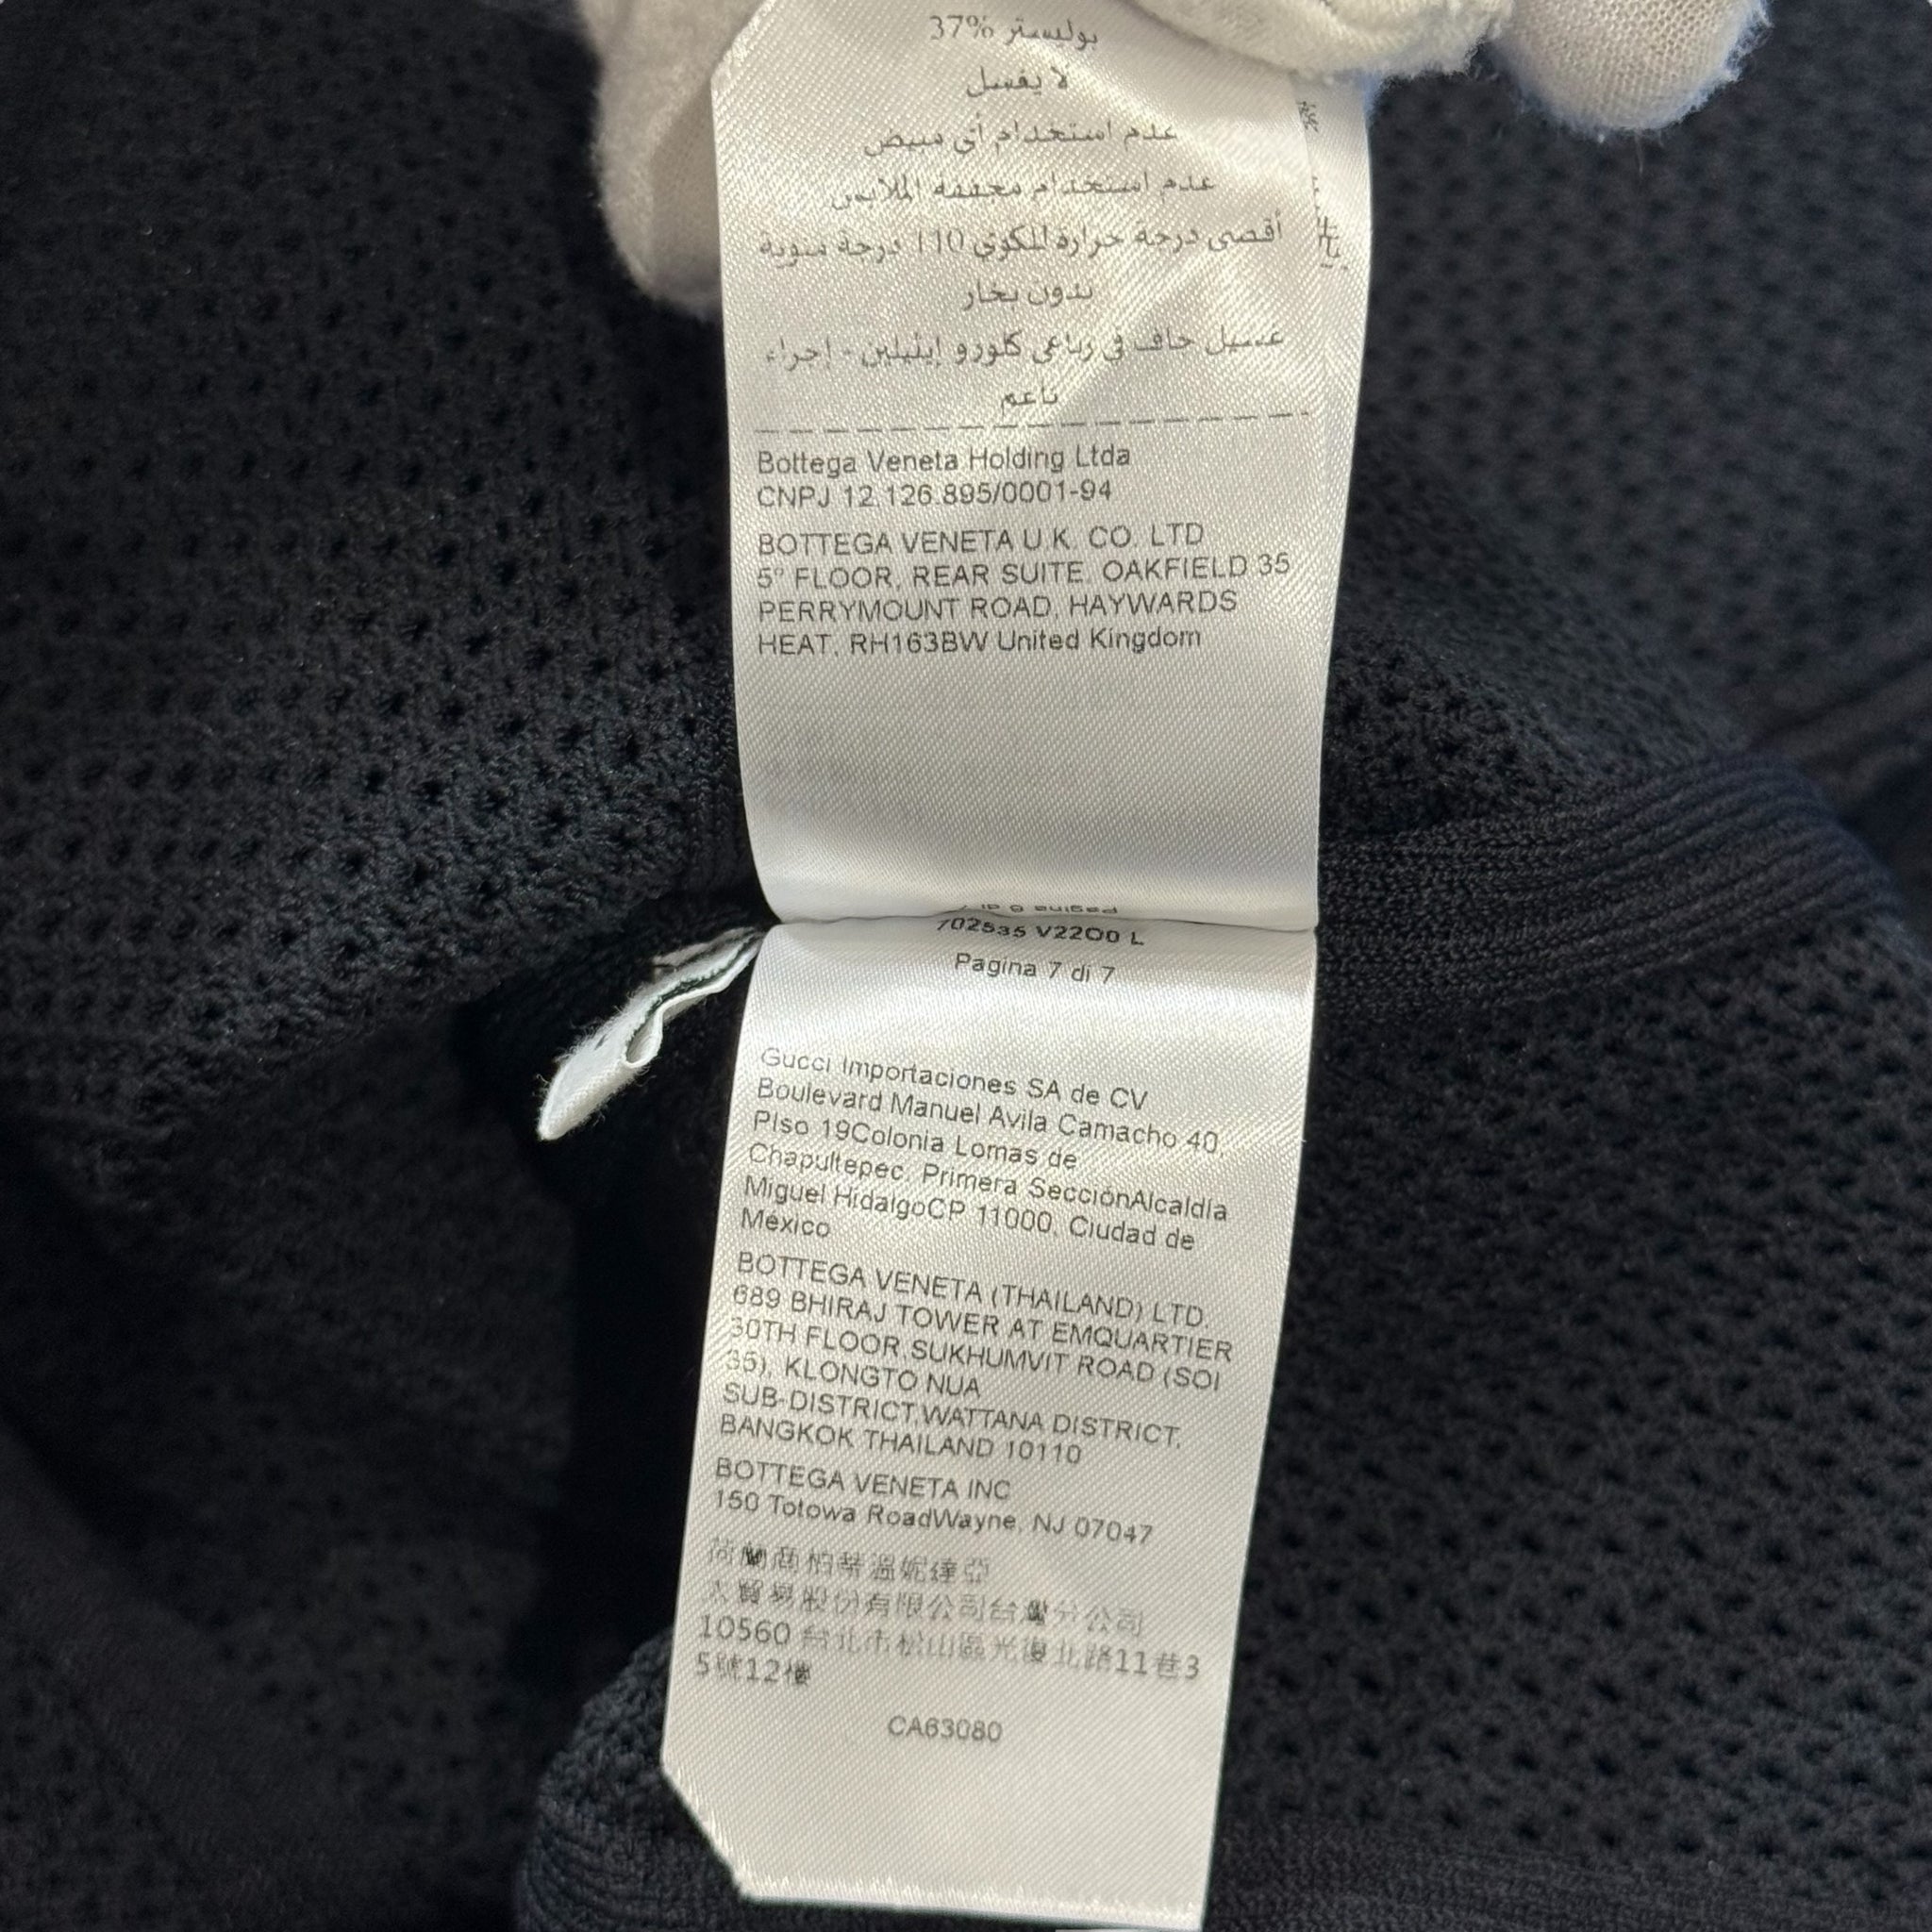 بوليستر 37%
لا يغسل
عدم استخدام أي مبيض
عدم استخدام مجففة الملابس
أقصى درجة حرارة للكوي 110 درجة مئوية
بدون بخار
غسيل جاف في رباعي كلورو إيثيلين - إجراء
ناعم
Bottega Veneta Holding Ltda
CNPJ 12.126.895/0001-94
BOTTEGA VENETA U.K. CO. LTD
5° FLOOR, REAR SUITE, OAKFIELD 35
PERRYMOUNT ROAD, HAYWARDS
HEAT, RH163BW United Kingdom
Pagina 6 di 7
702535 V22O0 L
Pagina 7 di 7
Gucci Importaciones SA de CV
Boulevard Manuel Avila Camacho 40,
PIso 19Colonia Lomas de
Chapultepec, Primera SecciónAlcaldía
Miguel HidalgoCP 11000, Ciudad de
México
BOTTEGA VENETA (THAILAND) LTD.
689 BHIRAJ TOWER AT EMQUARTIER
30TH FLOOR SUKHUMVIT ROAD (SOI
35), KLONGTO NUA
SUB-DISTRICT,WATTANA DISTRICT,
BANGKOK THAILAND 10110
BOTTEGA VENETA INC
150 Totowa RoadWayne, NJ 07047
荷蘭商柏蒂溫妮達亞
太貿易股份有限公司台灣分公司
10560 台北市松山區光復北路11巷3
5號12樓
CA63080